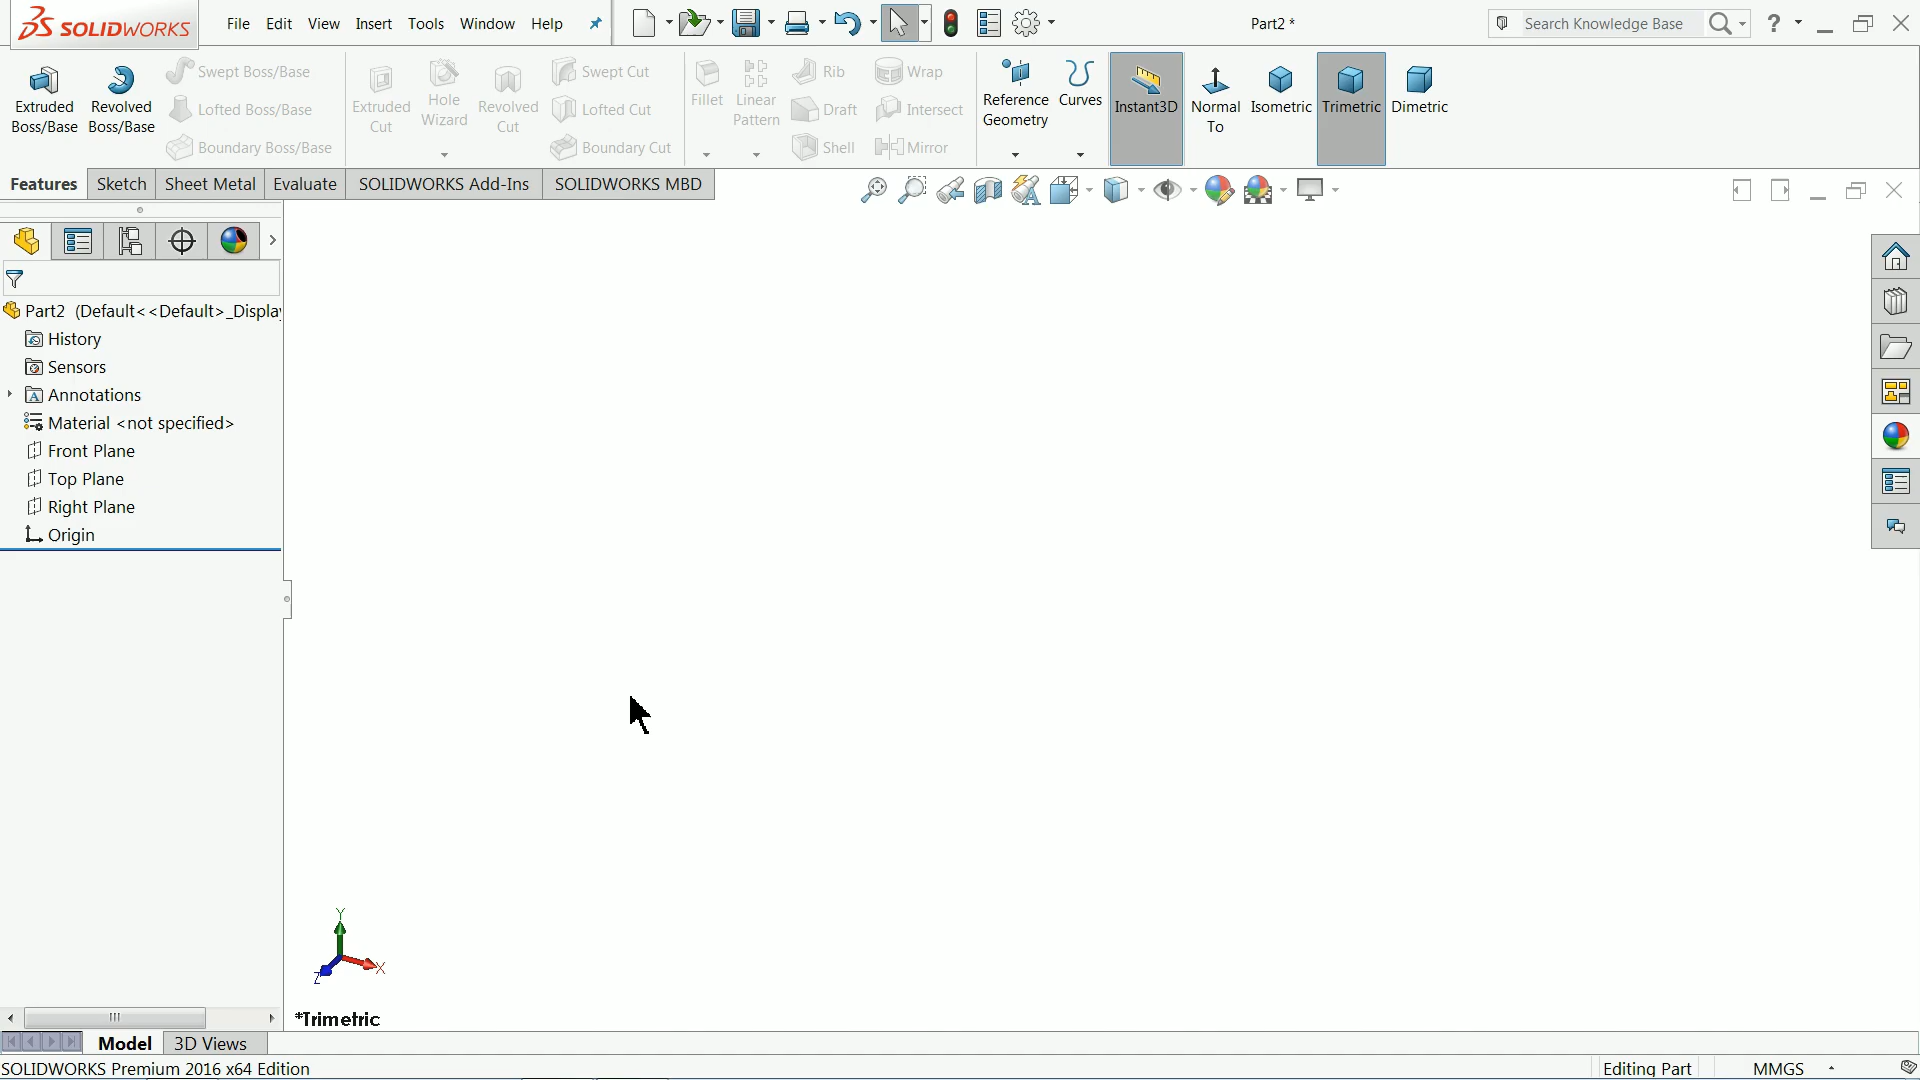 SOLIDWORKS File Edit View Insert Tools Window Help Part2 * Search Knowledge Base ?
Extruded Boss/Base
Revolved Boss/Base
Swept Boss/Base
Lofted Boss/Base
Boundary Boss/Base
Extruded Cut
Hole Wizard
Revolved Cut
Swept Cut
Lofted Cut
Boundary Cut
Fillet
Linear Pattern
Rib
Draft
Shell
Wrap
Intersect
Mirror
Reference Geometry
Curves
Instant3D
Normal To
Isometric
Trimetric
Dimetric
Features Sketch Sheet Metal Evaluate SOLIDWORKS Add-Ins SOLIDWORKS MBD
Part2 (Default<<Default>_Displa
History
Sensors
Annotations
Material <not specified>
Front Plane
Top Plane
Right Plane
Origin
Y
X
Z
*Trimetric
Model 3D Views
SOLIDWORKS Premium 2016 x64 Edition Editing Part MMGS